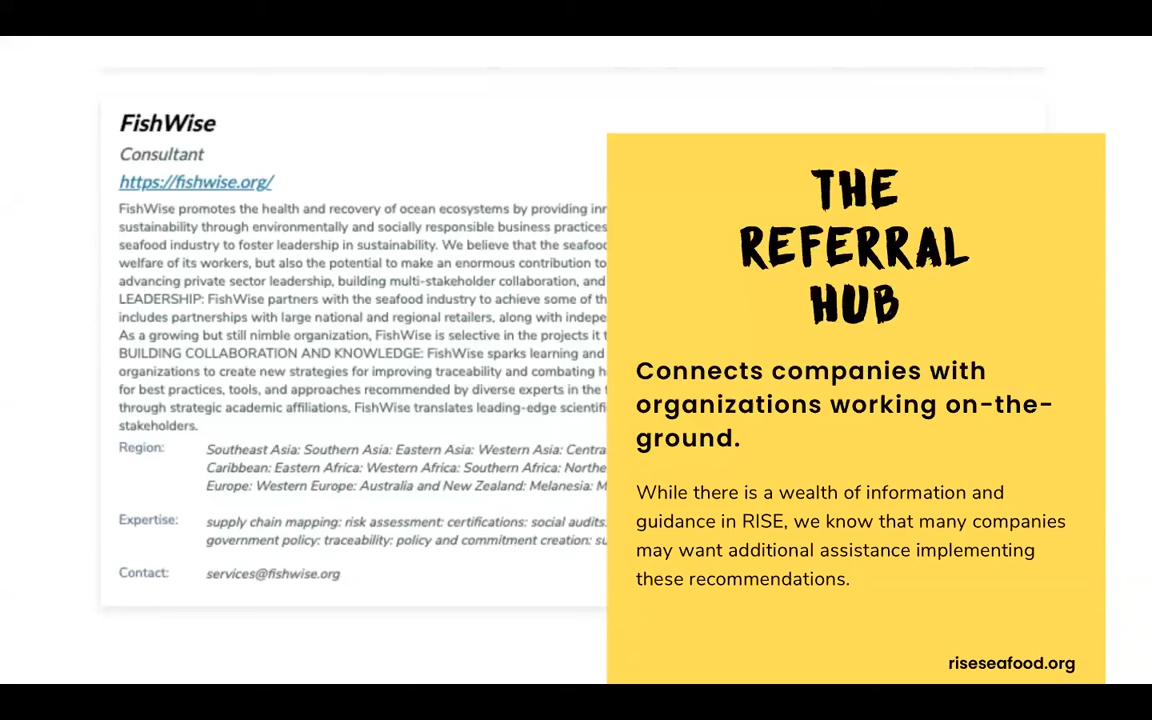 FishWise
Consultant
https://fishwise.org/
FishWise promotes the health and recovery of ocean ecosystems by providing
sustainability through environmentally and socially responsible business practices
seafood industry to foster leadership in sustainability. We believe that the
welfare of its workers, but also the potential to make an enormous contribution to
advancing private sector leadership, building multi-stakeholder collaboration, and
LEADERSHIP: FishWise partners with the seafood industry to achieve some of
includes partnerships with large national and regional retailers, along with
As a growing but still nimble organization, FishWise is selective in the projects it
BUILDING COLLABORATION AND KNOWLEDGE: FishWise sparks learning and
organizations to create new strategies for improving traceability and combating
for best practices, tools, and approaches recommended by diverse experts in the
through strategic academic affiliations, FishWise translates leading-edge
stakeholders.
Region:
Southeast Asia: Southern Asia: Eastern Asia: Western Asia:
Caribbean: Eastern Africa: Western Africa: Southern Africa:
Europe: Western Europe: Australia and New Zealand: Melanesia:
Expertise:
supply chain mapping: risk assessment: certifications: social audits:
government policy: traceability: policy and commitment creation:
Contact:
services@fishwise.org
THE
REFERRAL
HUB
Connects companies with
organizations working on-the-
ground.
While there is a wealth of information and
guidance in RISE, we know that many companies
may want additional assistance implementing
these recommendations.
riseseafood.org